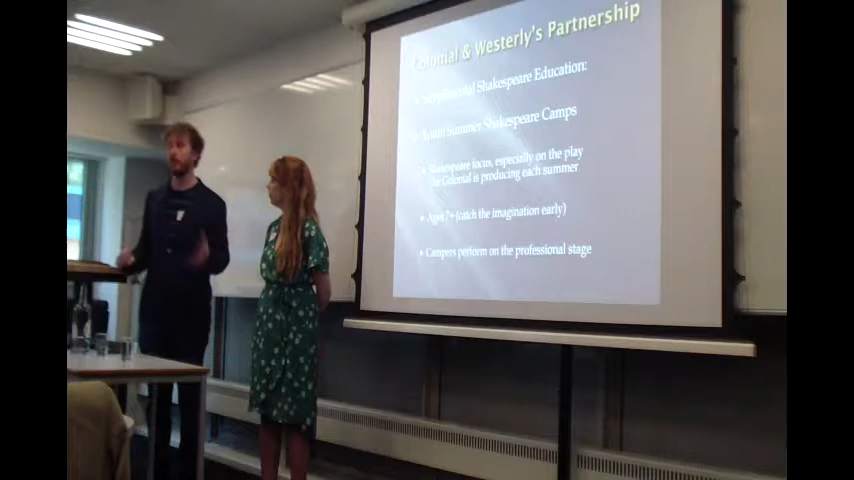 Colonial & Westerly's Partnership
• Supplemental Shakespeare Education:
• Youth Summer Shakespeare Camps
• Shakespeare focus, especially on the play
the Colonial is producing each summer
• Ages 7+ (catch the imagination early)
• Campers perform on the professional stage